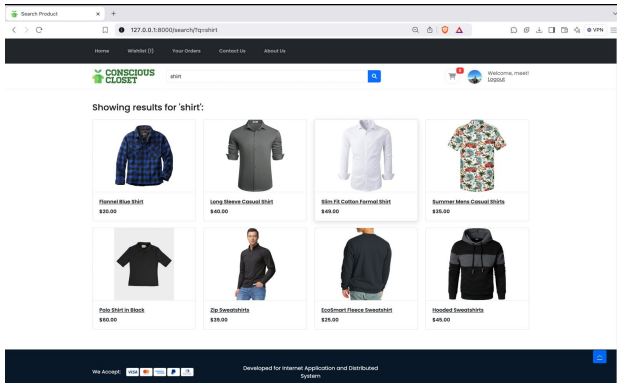 Search Product
127.0.0.1:8000/search/?q=shirt
VPN
Home Wishlist (1) Your Orders Contact Us About Us
CONSCIOUS
CLOSET
shirt
Welcome, meet!
Logout
Showing results for 'shirt':
Flannel Blue Shirt Long Sleeve Casual Shirt Slim Fit Cotton Formal Shirt Summer Mens Casual Shirts
$20.00 $40.00 $49.00 $35.00
Polo Shirt in Black Zip Sweatshirts EcoSmart Fleece Sweatshirt Hooded Sweatshirts
$60.00 $39.00 $25.00 $45.00
We Accept: VISA Developed for Internet Application and Distributed
System